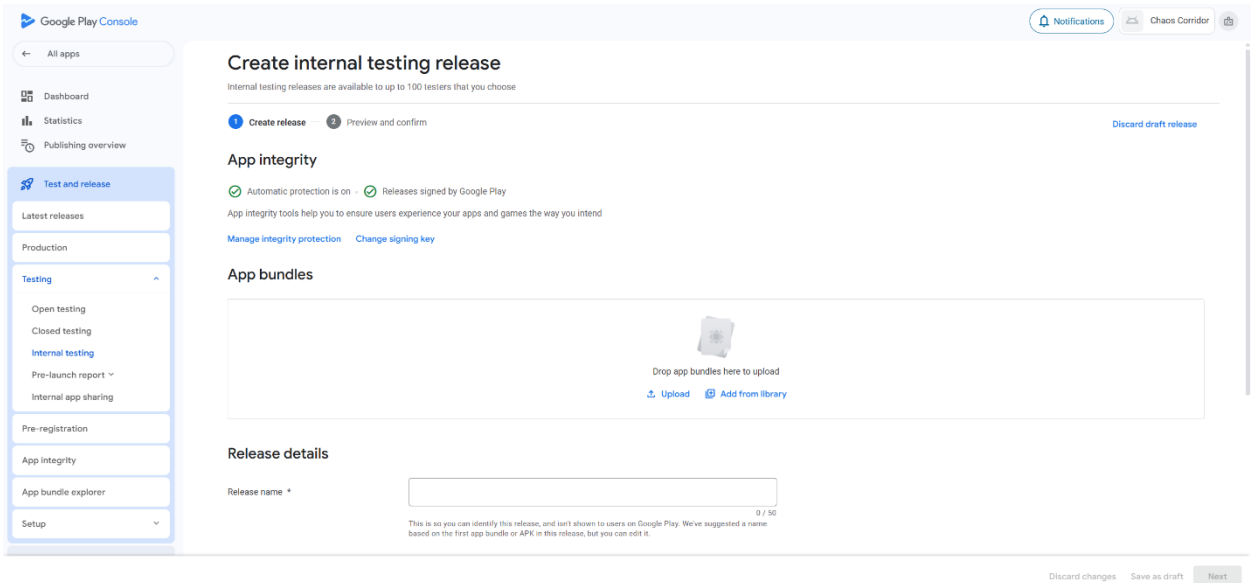 Google Play Console
Notifications
Chaos Corridor
All apps
Dashboard
Statistics
Publishing overview
Test and release
Latest releases
Production
Testing
Open testing
Closed testing
Internal testing
Pre-launch report
Internal app sharing
Pre-registration
App integrity
App bundle explorer
Setup
Create internal testing release
Internal testing releases are available to up to 100 testers that you choose
1 Create release 2 Preview and confirm
Discard draft release
App integrity
Automatic protection is on - Releases signed by Google Play
App integrity tools help you to ensure users experience your apps and games the way you intend
Manage integrity protection Change signing key
App bundles
Drop app bundles here to upload
Upload Add from library
Release details
Release name *
0 / 50
This is so you can identify this release, and isn't shown to users on Google Play. We've suggested a name
based on the first app bundle or APK in this release, but you can edit it.
Discard changes Save as draft Next